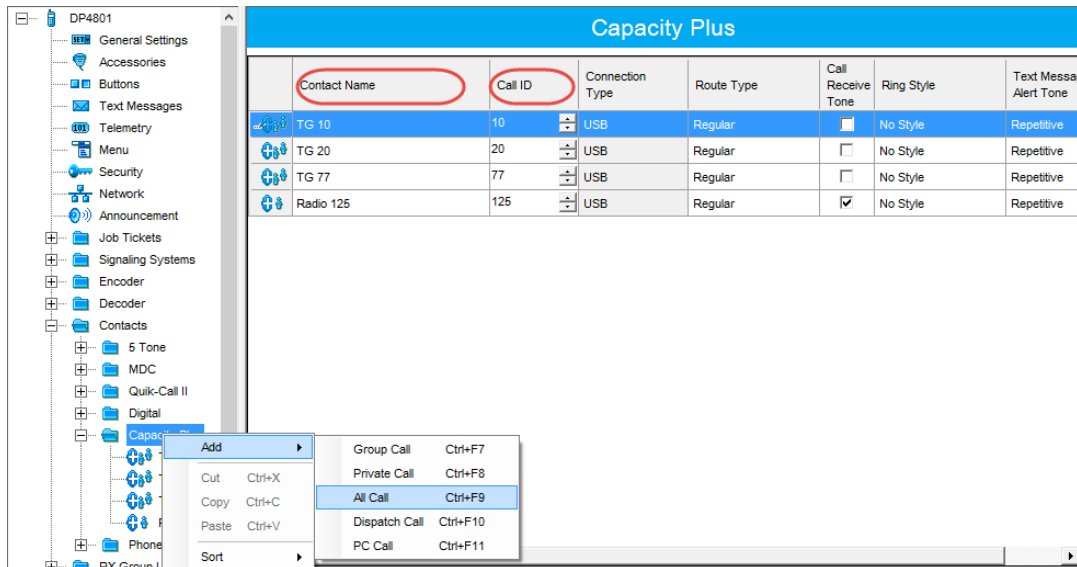 DP4801
General Settings
Accessories
Buttons
Text Messages
Telemetry
Menu
Security
Network
Announcement
Job Tickets
Signaling Systems
Encoder
Decoder
Contacts
5 Tone
MDC
Quik-Call II
Digital
Phone
Add
Cut Ctrl+X
Copy Ctrl+C
Paste Ctrl+V
Sort
Group Call Ctrl+F7
Private Call Ctrl+F8
All Call Ctrl+F9
Dispatch Call Ctrl+F10
PC Call Ctrl+F11
Capacity Plus
Contact Name
Call ID
Connection
Type
Route Type
Call
Receive
Tone
Ring Style
Text Messa
Alert Tone
TG 10 10 USB Regular No Style Repetitive
TG 20 20 USB Regular No Style Repetitive
TG 77 77 USB Regular No Style Repetitive
Radio 125 125 USB Regular No Style Repetitive